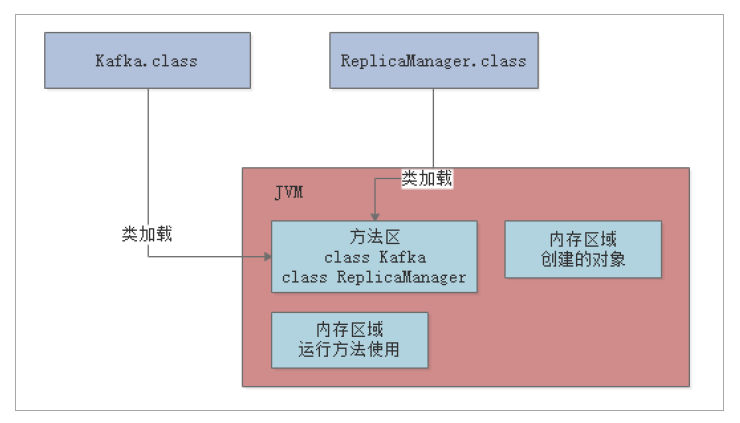 Kafka.class
ReplicaManager.class
类加载
JVM
类加载
方法区
class Kafka
class ReplicaManager
内存区域
创建的对象
内存区域
运行方法使用